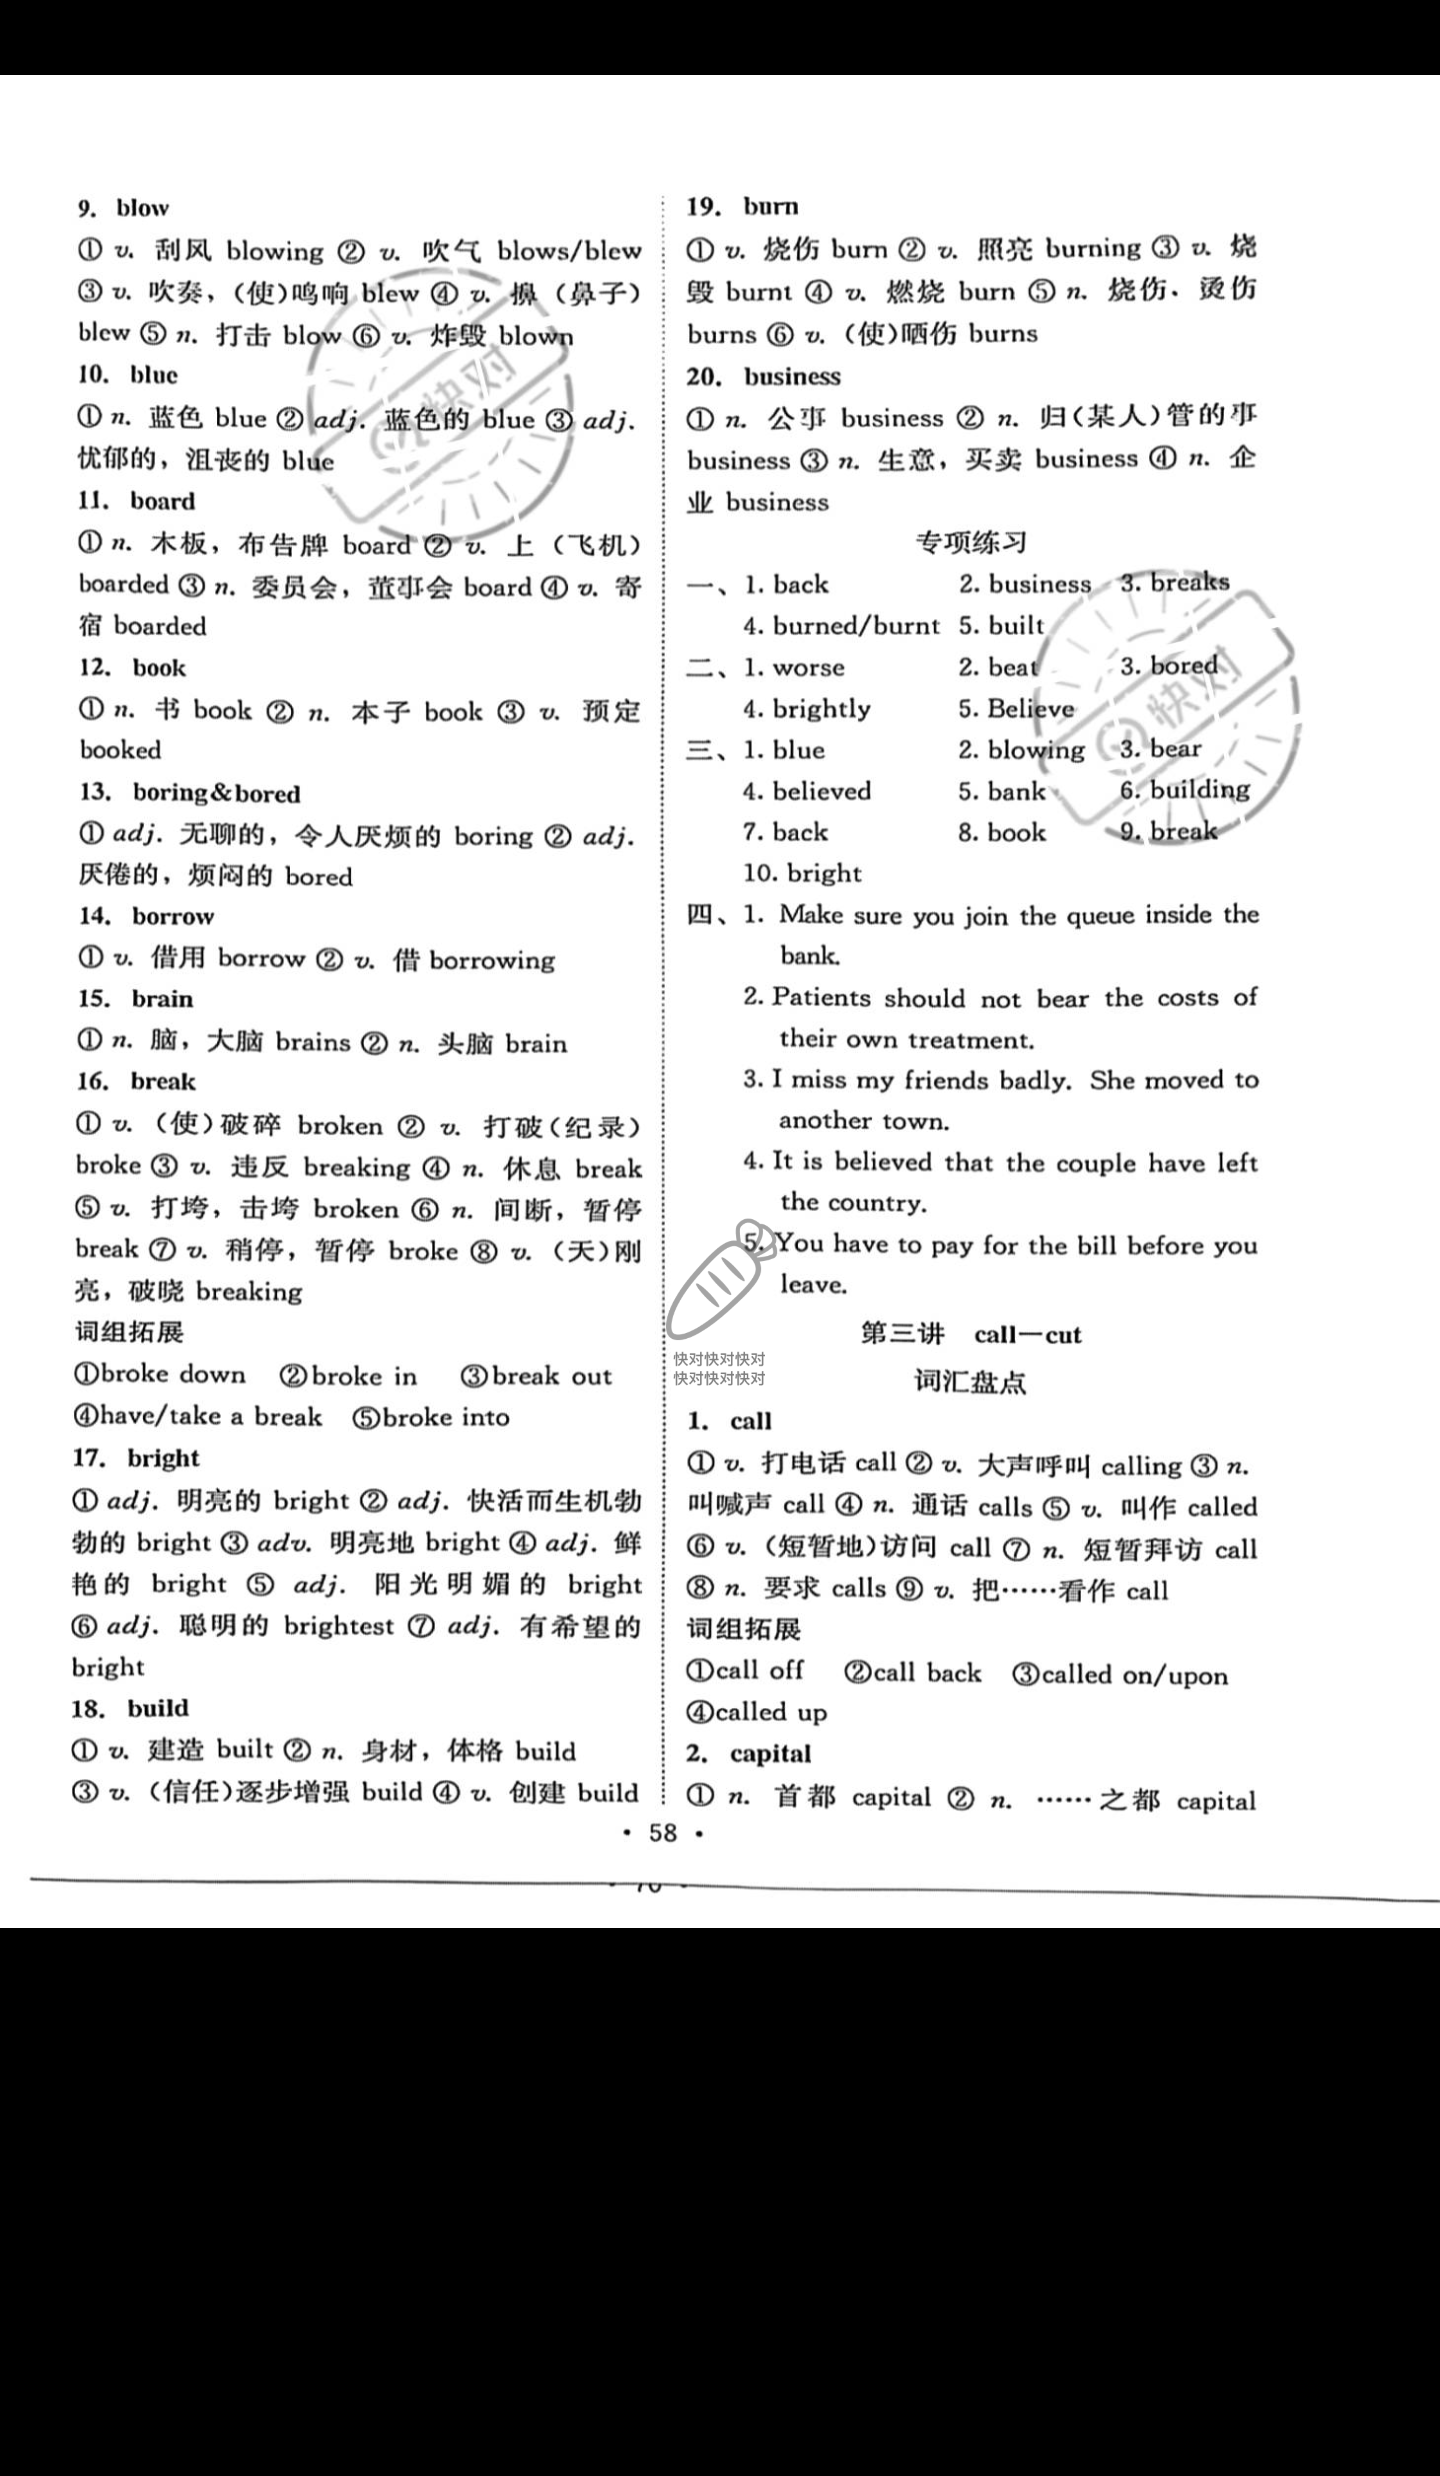 9. blow
① v. 刮风 blowing ② v. 吹气 blows/blew
③ v. 吹奏，(使)鸣响 blew ④ v. 擤（鼻子）
blew ⑤ n. 打击 blow ⑥ v. 炸毁 blown
10. blue
① n. 蓝色 blue ② adj. 蓝色的 blue ③ adj.
忧郁的，沮丧的 blue
11. board
① n. 木板，布告牌 board ② v. 上（飞机）
boarded ③ n. 委员会，董事会 board ④ v. 寄
宿 boarded
12. book
① n. 书 book ② n. 本子 book ③ v. 预定
booked
13. boring&bored
① adj. 无聊的，令人厌烦的 boring ② adj.
厌倦的，烦闷的 bored
14. borrow
① v. 借用 borrow ② v. 借 borrowing
15. brain
① n. 脑，大脑 brains ② n. 头脑 brain
16. break
① v. （使）破碎 broken ② v. 打破(纪录)
broke ③ v. 违反 breaking ④ n. 休息 break
⑤ v. 打垮，击垮 broken ⑥ n. 间断，暂停
break ⑦ v. 稍停，暂停 broke ⑧ v. （天)刚
亮，破晓 breaking
词组拓展
①broke down ②broke in ③break out
④have/take a break ⑤broke into
17. bright
① adj. 明亮的 bright ② adj. 快活而生机勃
勃的 bright ③ adv. 明亮地 bright ④ adj. 鲜
艳的 bright ⑤ adj. 阳光明媚的 bright
⑥ adj. 聪明的 brightest ⑦ adj. 有希望的
bright
18. build
① v. 建造 built ② n. 身材，体格 build
③ v. （信任)逐步增强 build ④ v. 创建 build
19. burn
① v. 烧伤 burn ② v. 照亮 burning ③ v. 烧
毁 burnt ④ v. 燃烧 burn ⑤ n. 烧伤．烫伤
burns ⑥ v. （使)晒伤 burns
20. business
① n. 公事 business ② n. 归(某人)管的事
business ③ n. 生意，买卖 business ④ n. 企
业 business
专项练习
一、1. back 2. business 3. breaks
4. burned/burnt 5. built
二、1. worse 2. beat 3. bored
4. brightly 5. Believe
三、1. blue 2. blowing 3. bear
4. believed 5. bank 6. building
7. back 8. book 9. break
10. bright
四、1. Make sure you join the queue inside the
bank.
2. Patients should not bear the costs of
their own treatment.
3. I miss my friends badly. She moved to
another town.
4. It is believed that the couple have left
the country.
5. You have to pay for the bill before you
leave.
第三讲 call—cut
词汇盘点
1. call
① v. 打电话 call ② v. 大声呼叫 calling ③ n.
叫喊声 call ④ n. 通话 calls ⑤ v. 叫作 called
⑥ v. （短暂地)访问 call ⑦ n. 短暂拜访 call
⑧ n. 要求 calls ⑨ v. 把……看作 call
词组拓展
①call off ②call back ③called on/upon
④called up
2. capital
① n. 首都 capital ② n. ……之都 capital
• 58 •
快对
快对
快对快对快对
快对快对快对